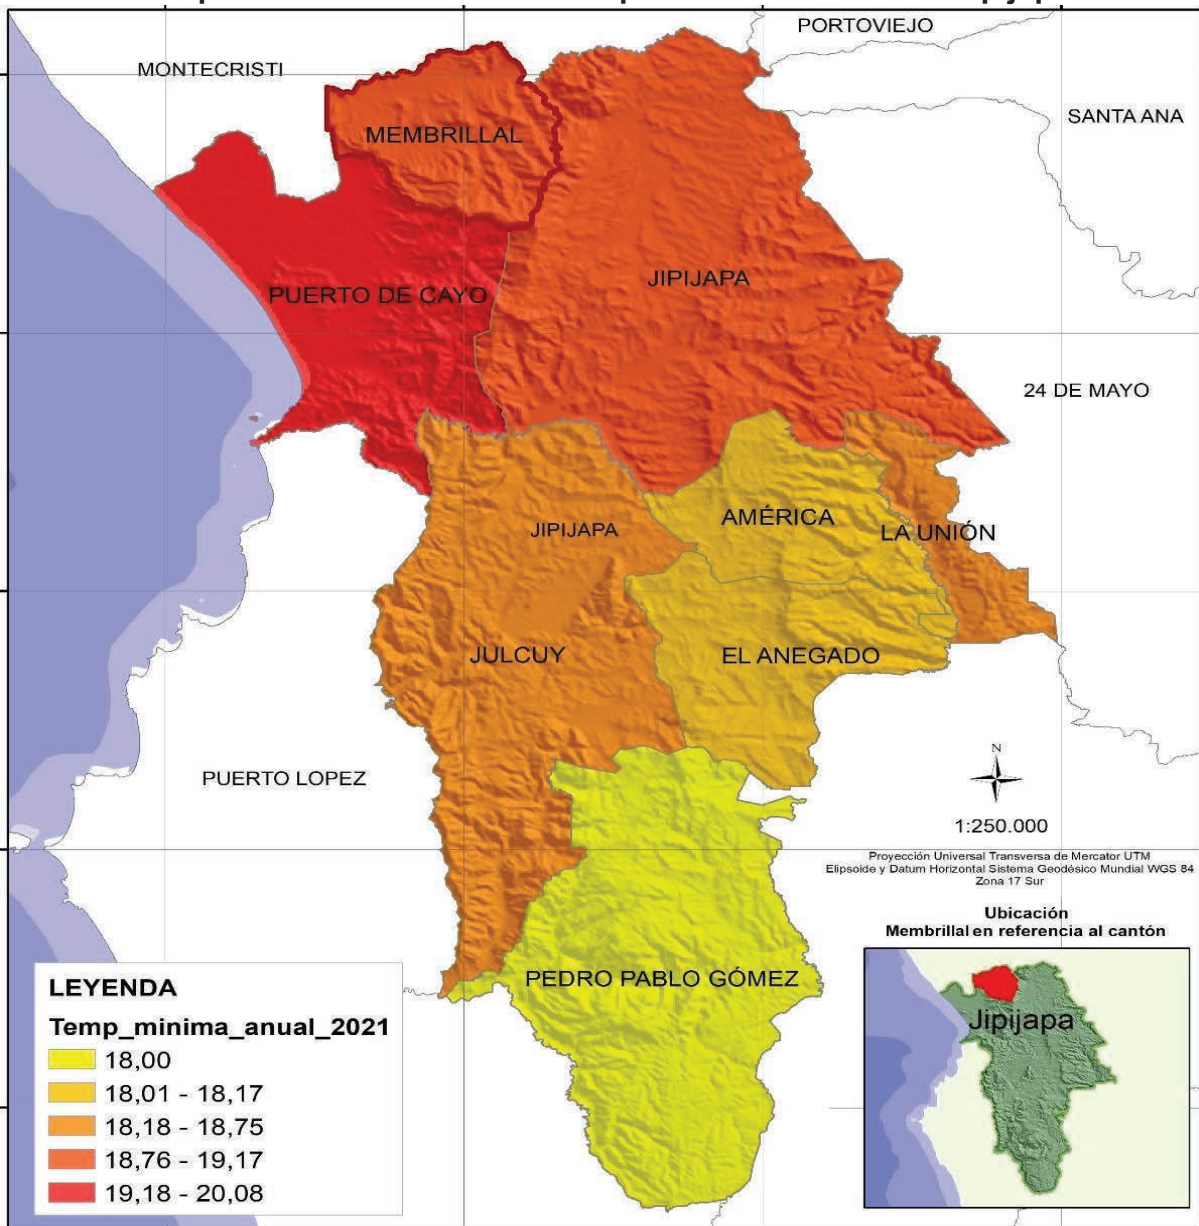 PORTOVIEJO
MONTECRISTI
SANTA ANA
MEMBRILLAL
JIPIJAPA
PUERTO DE CAYO
24 DE MAYO
AMÉRICA
JIPIJAPA
LA UNIÓN
JULCUY
EL ANEGADO
PUERTO LOPEZ
N
1:250.000
Proyección Universal Transversa de Mercator UTM
Elipsoide y Datum Horizontal Sistema Geodésico Mundial WGS 84
Zona 17 Sur
Ubicación
Membrillal en referencia al cantón
PEDRO PABLO GÓMEZ
Jipijapa
LEYENDA
Temp_minima_anual_2021
18,00
18,01 - 18,17
18,18 - 18,75
18,76 - 19,17
19,18 - 20,08